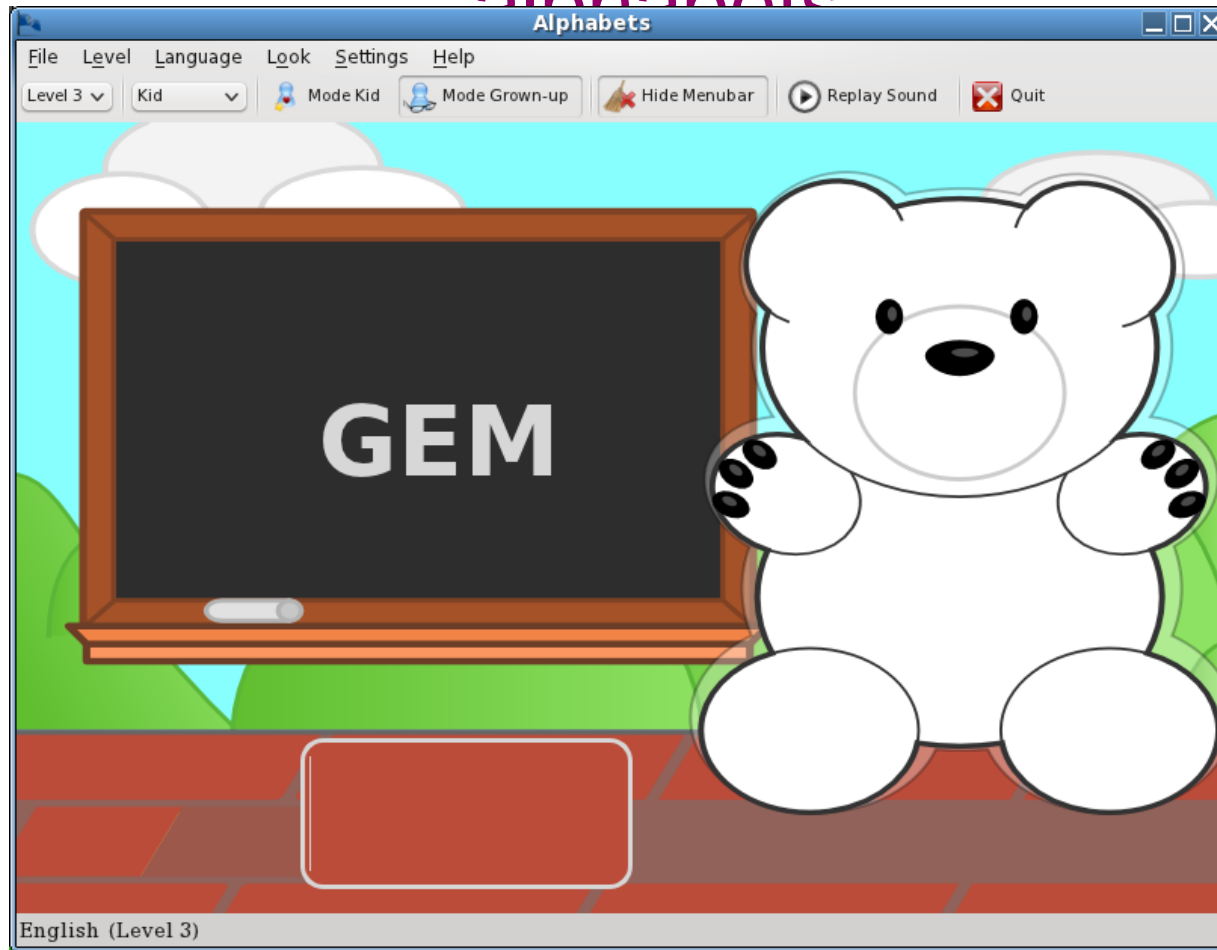 Alphabets
File Level Language Look Settings Help
Level 3 Kid Mode Kid Mode Grown-up Hide Menubar Replay Sound Quit
GEM
English (Level 3)